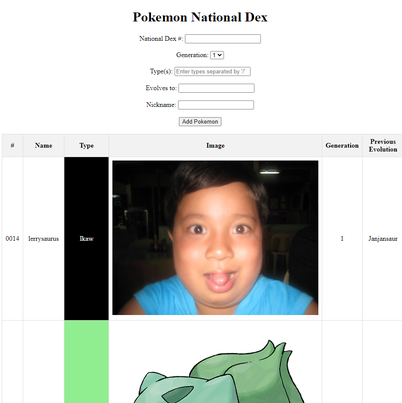 Pokemon National Dex
National Dex #:
Generation: 1
Type(s): Enter types separated by '/'
Evolves to:
Nickname:
Add Pokemon
# Name Type Image Generation Previous Evolution
0014 lerrysaurus Ikaw 1 Janjansaur